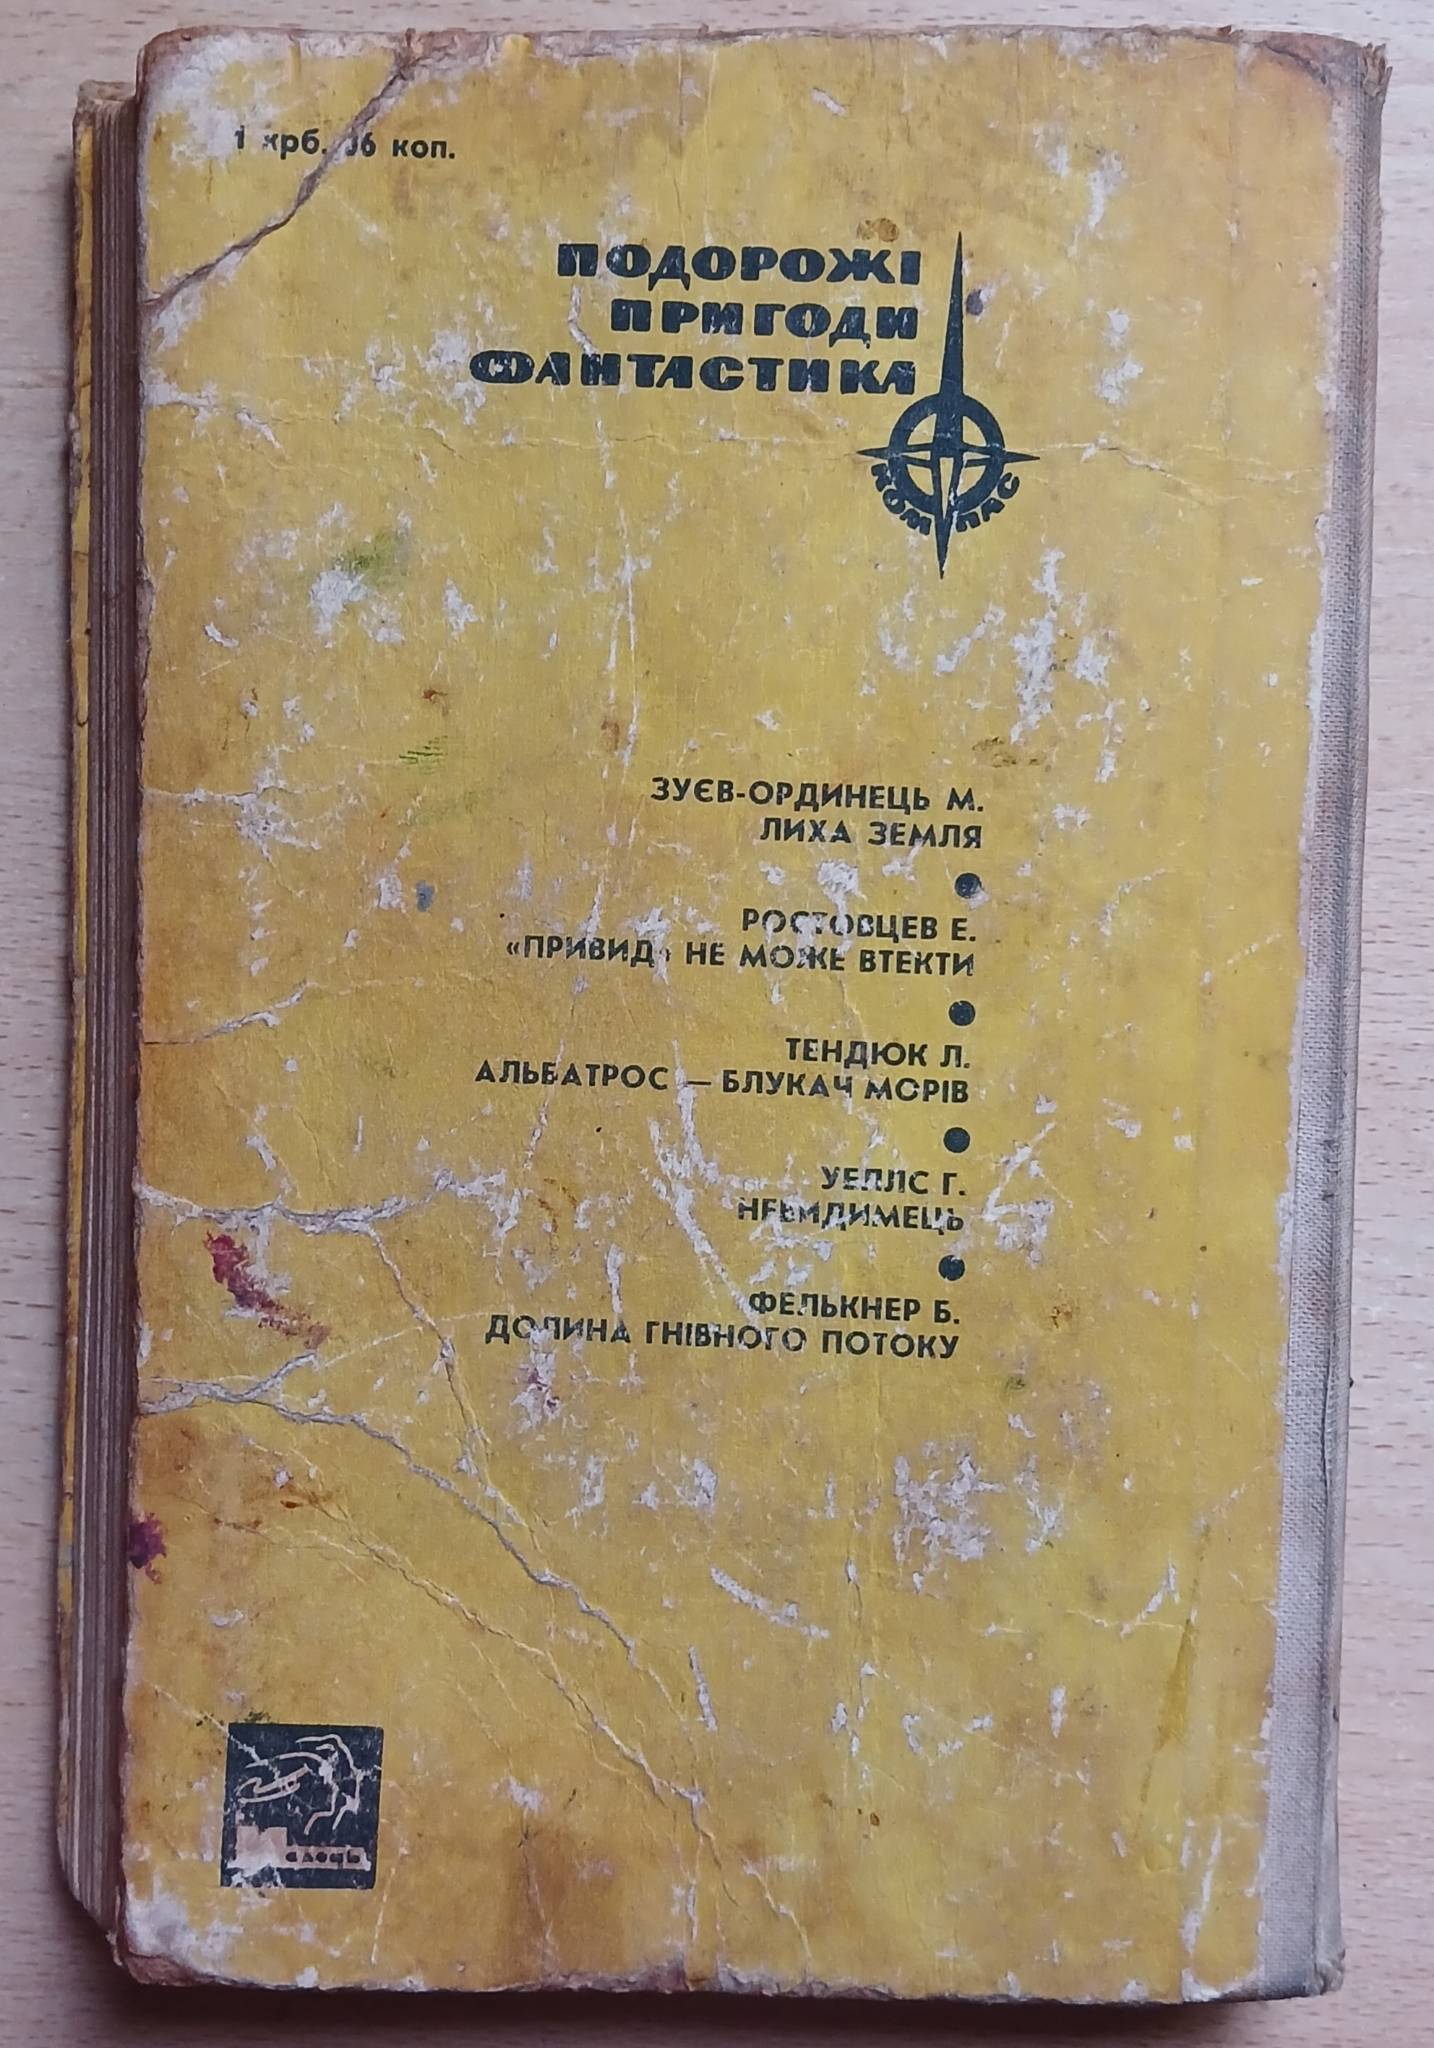 1 крб. 06 коп.
ПОДОРОЖІ
ПРИГОДИ
ФАНТАСТИКА
КОМПАС
ЗУЄВ-ОРДИНЕЦЬ М.
ЛИХА ЗЕМЛЯ
РОСТОВЦЕВ Е.
«ПРИВИД» НЕ МОЖЕ ВТЕКТИ
ТЕНДЮК Л.
АЛЬБАТРОС — БЛУКАЧ МОРІВ
УЕЛЛС Г.
НЕВИДИМЕЦЬ
ФЕЛЬКНЕР Б.
ДОЛИНА ГНІВНОГО ПОТОКУ